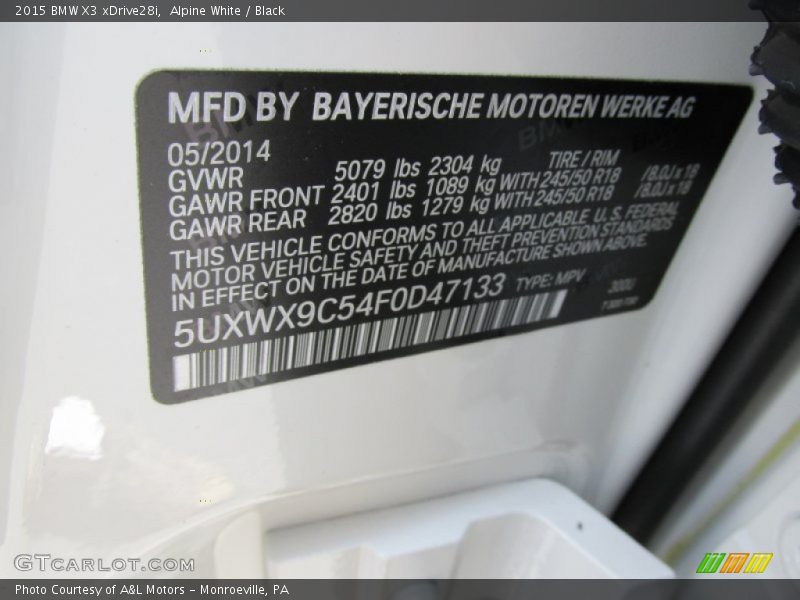 2015 BMW X3 xDrive28i,  Alpine White / Black
MFD BY BAYERISCHE MOTOREN WERKE AG
05/2014
GVWR 5079 lbs 2304 kg TIRE / RIM
GAWR FRONT 2401 lbs 1089 kg WITH 245/50 R18 /8.0J x 18
GAWR REAR 2820 lbs 1279 kg WITH 245/50 R18 /8.0J x 18
THIS VEHICLE CONFORMS TO ALL APPLICABLE U. S. FEDERAL
MOTOR VEHICLE SAFETY AND THEFT PREVENTION STANDARDS
IN EFFECT ON THE DATE OF MANUFACTURE SHOWN ABOVE.
5UXWX9C54F0D47133 TYPE: MPV 300U
GTCARLOT.COM
Photo Courtesy of A&L Motors – Monroeville, PA